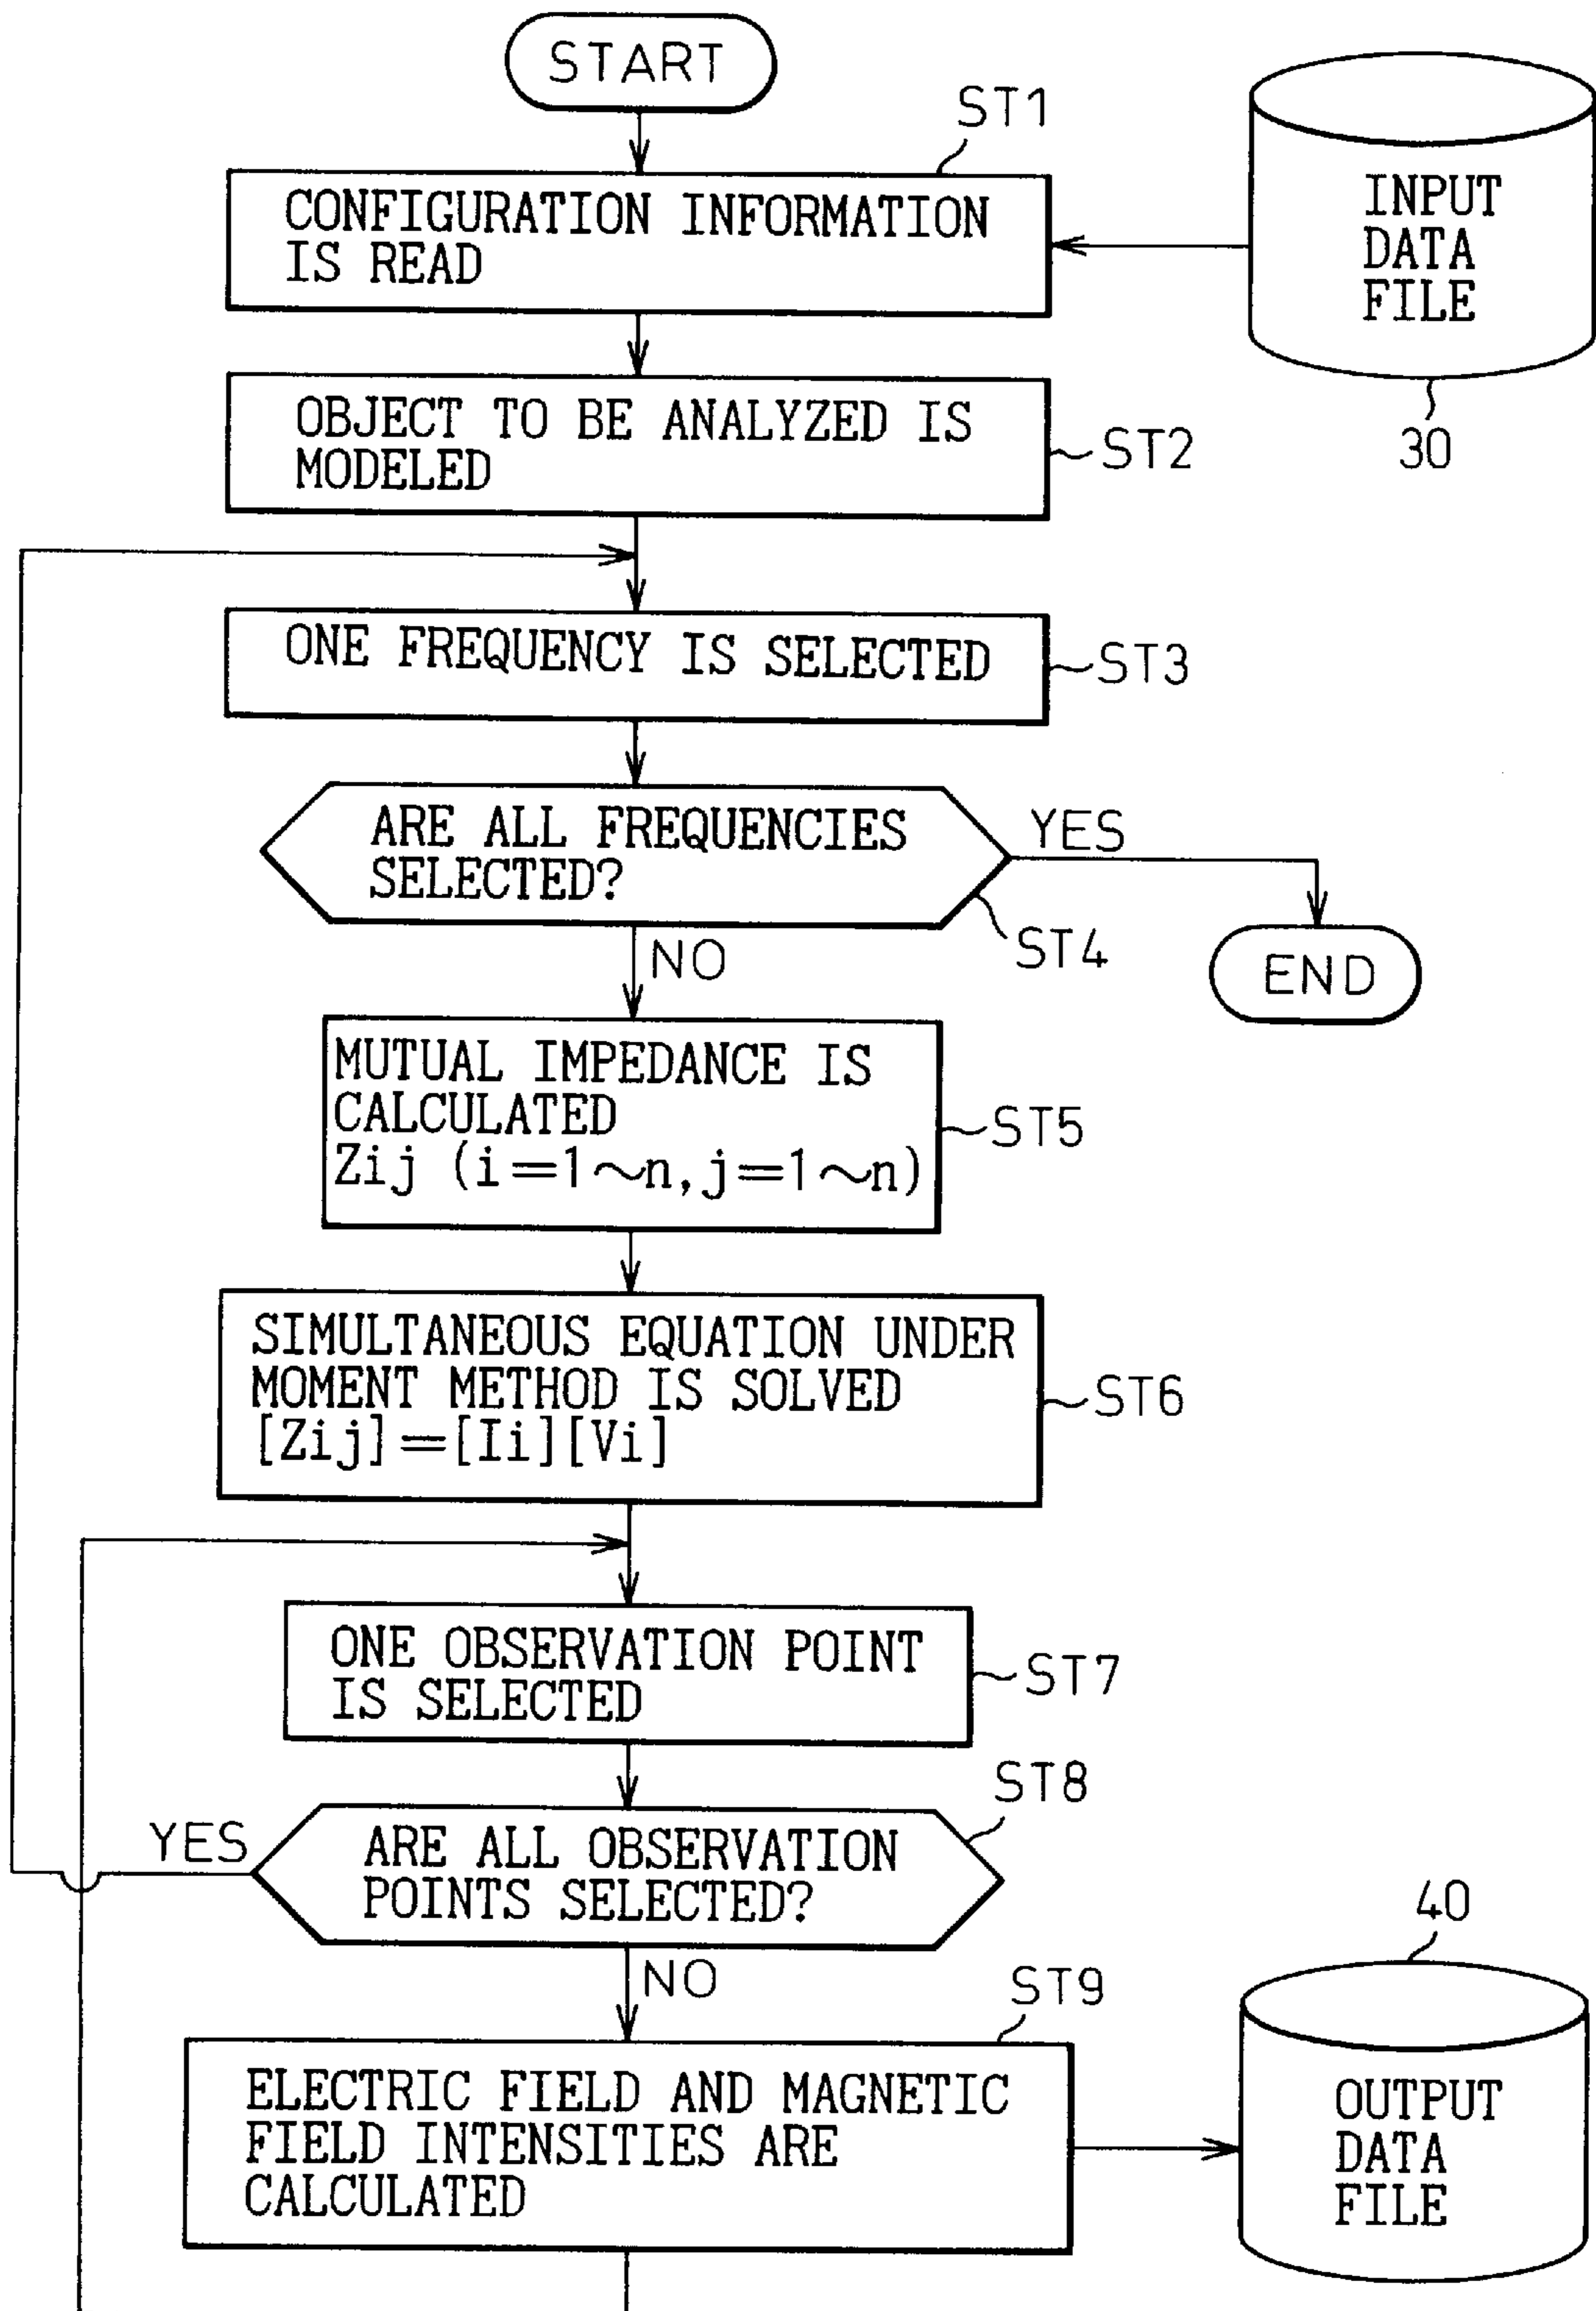 START
ST1
CONFIGURATION INFORMATION
IS READ
INPUT
DATA
FILE
30
OBJECT TO BE ANALYZED IS
MODELED
ST2
ONE FREQUENCY IS SELECTED
ST3
ARE ALL FREQUENCIES
SELECTED?
YES
ST4
NO
END
MUTUAL IMPEDANCE IS
CALCULATED
Zij (i=1~n,j=1~n)
ST5
SIMULTANEOUS EQUATION UNDER
MOMENT METHOD IS SOLVED
[Zij]=[Ii][Vi]
ST6
ONE OBSERVATION POINT
IS SELECTED
ST7
ST8
YES
ARE ALL OBSERVATION
POINTS SELECTED?
NO
40
ST9
ELECTRIC FIELD AND MAGNETIC
FIELD INTENSITIES ARE
CALCULATED
OUTPUT
DATA
FILE